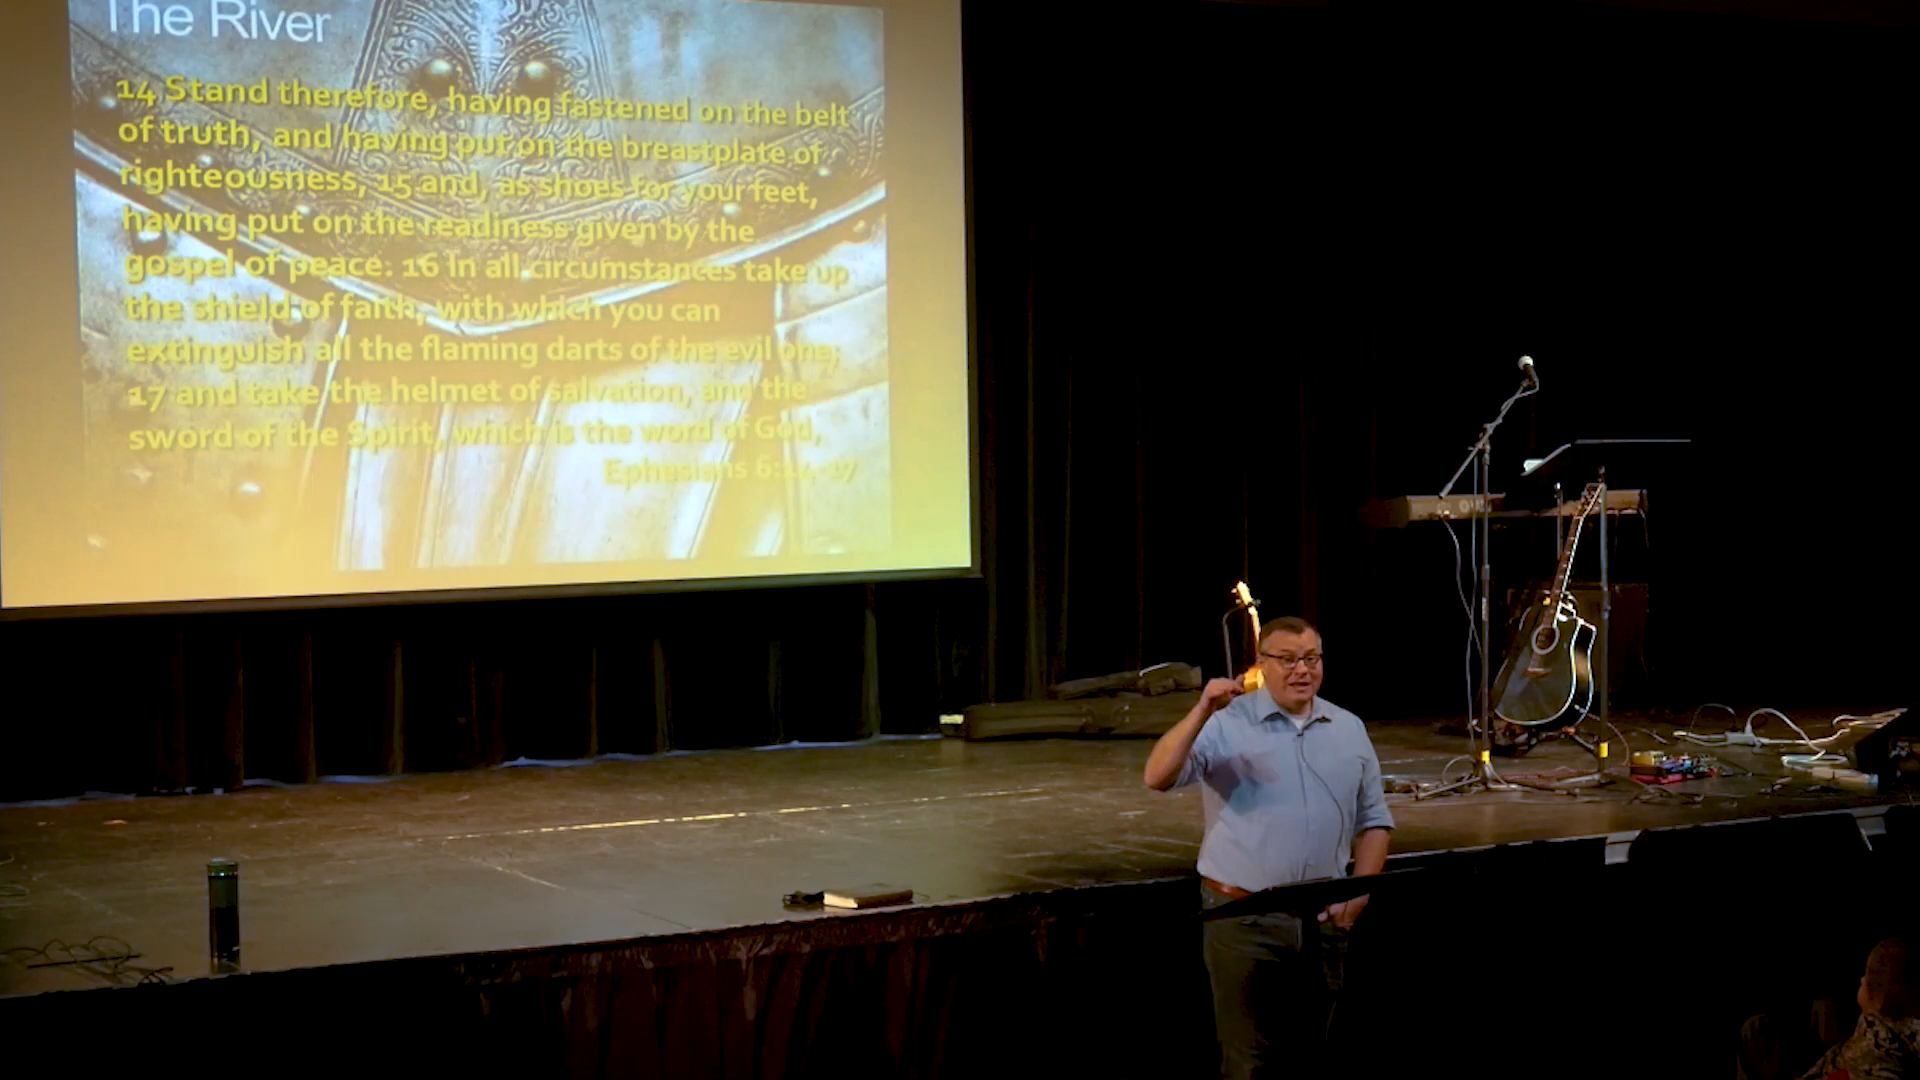 The River
14 Stand therefore, having fastened on the belt
of truth, and having put on the breastplate of
righteousness, 15 and, as shoes for your feet,
having put on the readiness given by the
gospel of peace. 16 In all circumstances take up
the shield of faith, with which you can
extinguish all the flaming darts of the evil one;
17 and take the helmet of salvation, and the
sword of the Spirit, which is the word of God,
Ephesians 6:14-17